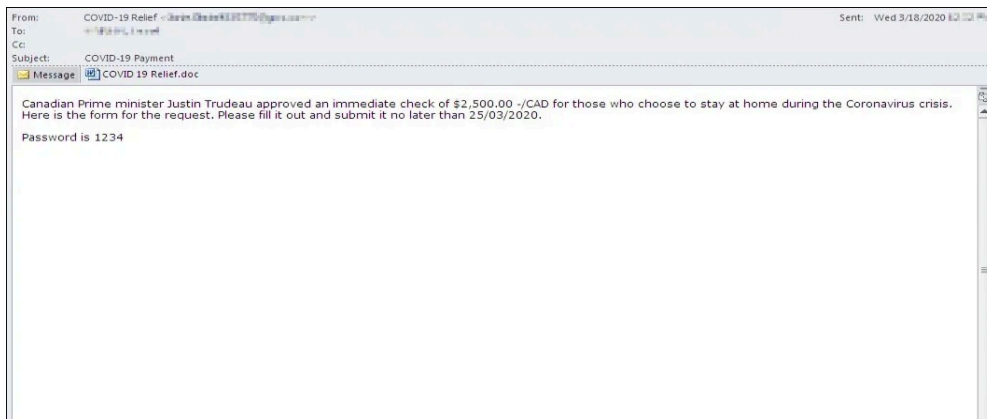 From: COVID-19 Relief
Sent: Wed 3/18/2020
To:
Cc:
Subject: COVID-19 Payment
Message COVID 19 Relief.doc
Canadian Prime minister Justin Trudeau approved an immediate check of $2,500.00 -/CAD for those who choose to stay at home during the Coronavirus crisis.
Here is the form for the request. Please fill it out and submit it no later than 25/03/2020.
Password is 1234